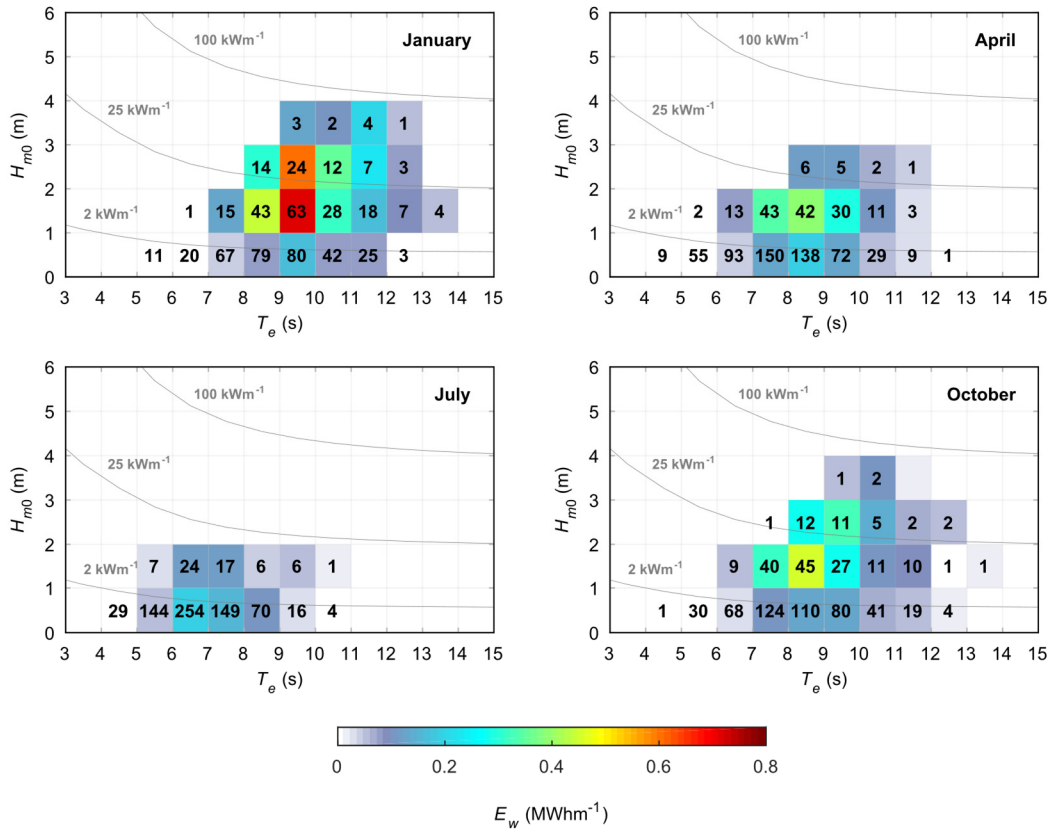 6
100 kWm⁻¹
January
5
4
25 kWm⁻¹
3 2 4 1
3
14 24 12 7 3
2
2 kWm⁻¹
1 15 43 63 28 18 7 4
1
11 20 67 79 80 42 25 3
0
3 4 5 6 7 8 9 10 11 12 13 14 15
H_m0 (m)
T_e (s)
6
100 kWm⁻¹
April
5
4
25 kWm⁻¹
3
6 5 2 1
2
2 kWm⁻¹
2 13 43 42 30 11 3
1
9 55 93 150 138 72 29 9 1
0
3 4 5 6 7 8 9 10 11 12 13 14 15
H_m0 (m)
T_e (s)
6
100 kWm⁻¹
July
5
4
25 kWm⁻¹
3
2
2 kWm⁻¹
7 24 17 6 6 1
1
29 144 254 149 70 16 4
0
3 4 5 6 7 8 9 10 11 12 13 14 15
H_m0 (m)
T_e (s)
6
100 kWm⁻¹
October
5
4
25 kWm⁻¹
1 2
3
1 12 11 5 2 2
2
2 kWm⁻¹
9 40 45 27 11 10 1 1
1
1 30 68 124 110 80 41 19 4
0
3 4 5 6 7 8 9 10 11 12 13 14 15
H_m0 (m)
T_e (s)
0 0.2 0.4 0.6 0.8
E_w (MWhm⁻¹)